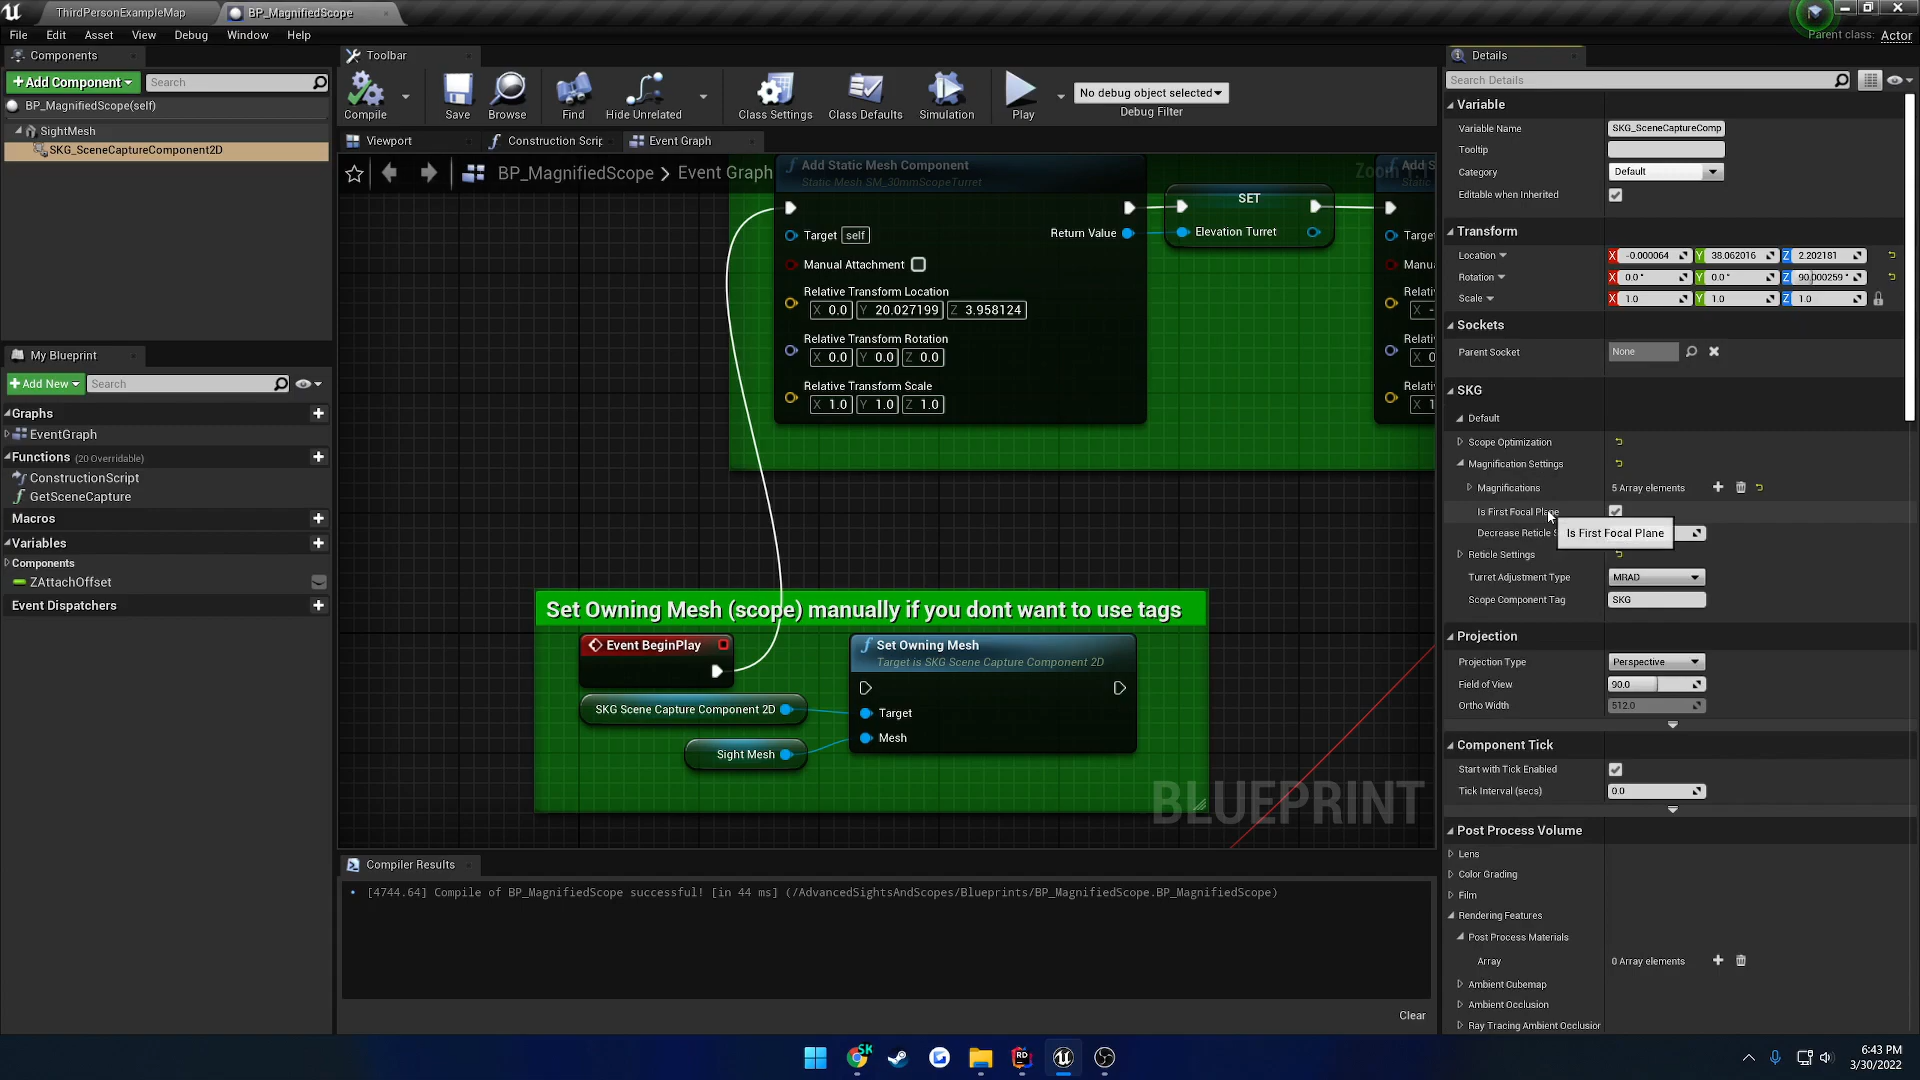 ThirdPersonExampleMap
BP_MagnifiedScope
File
Edit
Asset
View
Debug
Window
Help
Parent class: Actor
Components
+Add Component
Search
BP_MagnifiedScope(self)
SightMesh
SKG_SceneCaptureComponent2D
My Blueprint
+Add New
Search
Graphs
EventGraph
Functions (20 Overridable)
ConstructionScript
GetSceneCapture
Macros
Variables
Components
ZAttachOffset
Event Dispatchers
Toolbar
Compile
Save
Browse
Find
Hide Unrelated
Class Settings
Class Defaults
Simulation
Play
No debug object selected
Debug Filter
Viewport
Construction Scrip
Event Graph
BP_MagnifiedScope > Event Graph
Add Static Mesh Component
Static Mesh SM_30mmScopeTurret
Target self
Return Value
Manual Attachment
Relative Transform Location
X 0.0 Y 20.027199 Z 3.958124
Relative Transform Rotation
X 0.0 Y 0.0 Z 0.0
Relative Transform Scale
X 1.0 Y 1.0 Z 1.0
SET
Elevation Turret
Add S
Static
Target
Manu
Relati
X -
Relati
X 0
Relati
X 1
Set Owning Mesh (scope) manually if you dont want to use tags
Event BeginPlay
SKG Scene Capture Component 2D
Sight Mesh
Set Owning Mesh
Target is SKG Scene Capture Component 2D
Target
Mesh
BLUEPRINT
Compiler Results
[4744.64] Compile of BP_MagnifiedScope successful! [in 44 ms] (/AdvancedSightsAndScopes/Blueprints/BP_MagnifiedScope.BP_MagnifiedScope)
Clear
Details
Search Details
Variable
Variable Name SKG_SceneCaptureComp
Tooltip
Category Default
Editable when Inherited
Transform
Location X -0.000064 Y 38.062016 Z 2.202181
Rotation X 0.0° Y 0.0° Z 90.000259°
Scale X 1.0 Y 1.0 Z 1.0
Sockets
Parent Socket None
SKG
Default
Scope Optimization
Magnification Settings
Magnifications 5 Array elements
Is First Focal Plane
Decrease Reticle
Is First Focal Plane
Reticle Settings
Turret Adjustment Type MRAD
Scope Component Tag SKG
Projection
Projection Type Perspective
Field of View 90.0
Ortho Width 512.0
Component Tick
Start with Tick Enabled
Tick Interval (secs) 0.0
Post Process Volume
Lens
Color Grading
Film
Rendering Features
Post Process Materials
Array 0 Array elements
Ambient Cubemap
Ambient Occlusion
Ray Tracing Ambient Occlusior
SK
RD
6:43 PM
3/30/2022